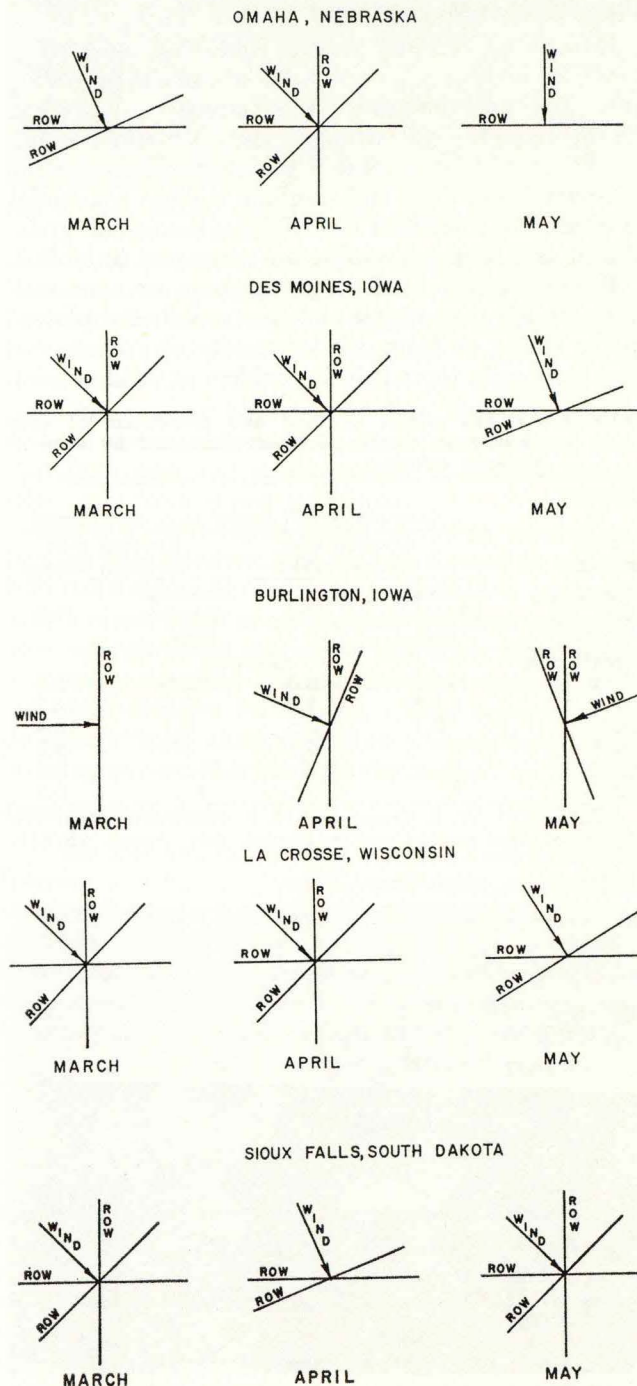 OMAHA, NEBRASKA
WIND
ROW
ROW
MARCH
WIND
ROW
ROW
ROW
APRIL
WIND
ROW
MAY
DES MOINES, IOWA
WIND
ROW
ROW
ROW
MARCH
WIND
ROW
ROW
ROW
APRIL
WIND
ROW
ROW
MAY
BURLINGTON, IOWA
ROW
WIND
MARCH
ROW
WIND
ROW
APRIL
ROW
ROW
WIND
MAY
LA CROSSE, WISCONSIN
WIND
ROW
ROW
MARCH
WIND
ROW
ROW
ROW
APRIL
WIND
ROW
ROW
MAY
SIOUX FALLS, SOUTH DAKOTA
WIND
ROW
ROW
ROW
MARCH
WIND
ROW
ROW
APRIL
WIND
ROW
ROW
ROW
MAY